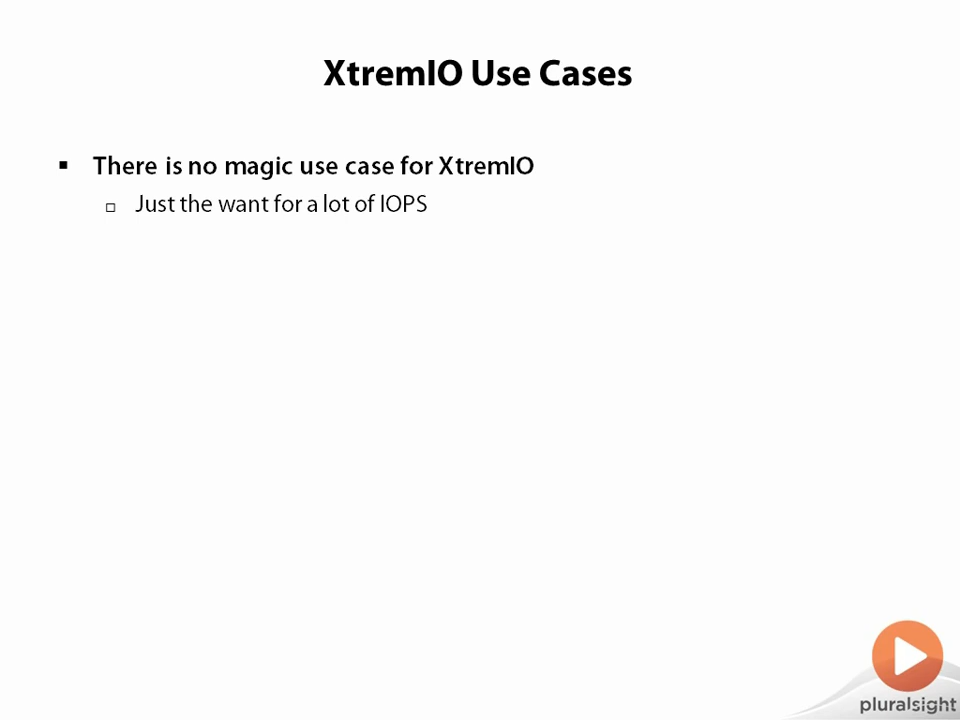 XtremIO Use Cases
▪ There is no magic use case for XtremIO
□ Just the want for a lot of IOPS
pluralsight